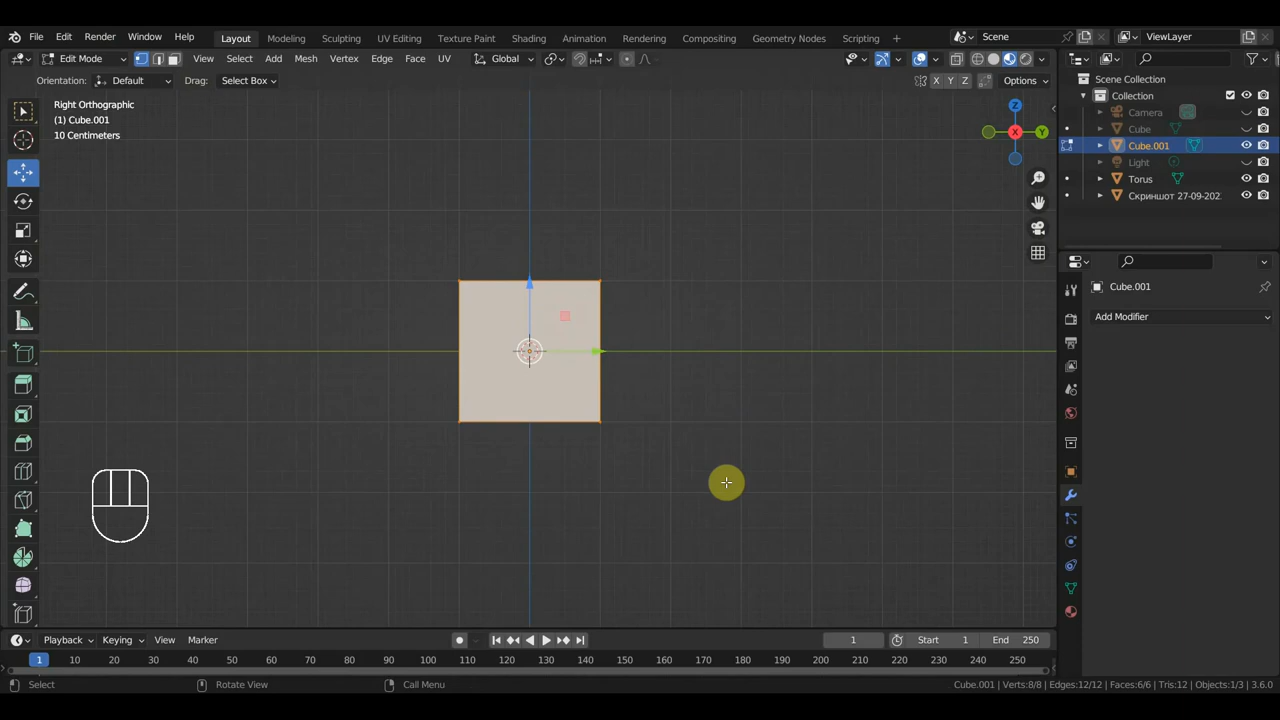 File Edit Render Window Help Layout Modeling Sculpting UV Editing Texture Paint Shading Animation Rendering Compositing Geometry Nodes Scripting + Scene ViewLayer
Edit Mode View Select Add Mesh Vertex Edge Face UV Global
Orientation: Default Drag: Select Box X Y Z Options
Right Orthographic
(1) Cube.001
10 Centimeters
Z
X
Y
Scene Collection
Collection
Camera
Cube
Cube.001
Light
Torus
Скриншот 27-09-202
Cube.001
Add Modifier
Playback Keying View Marker 1 Start 1 End 250
1 10 20 30 40 50 60 70 80 90 100 110 120 130 140 150 160 170 180 190 200 210 220 230 240 250
Select Rotate View Call Menu Cube.001 | Verts:8/8 | Edges:12/12 | Faces:6/6 | Tris:12 | Objects:1/3 | 3.6.0